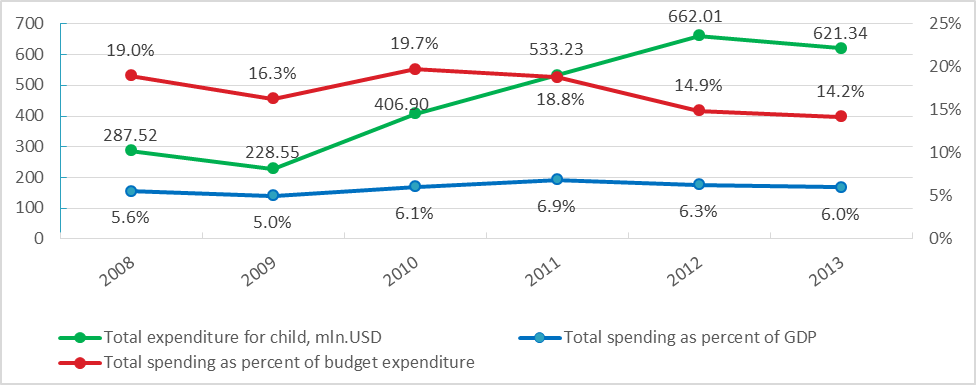 700 662.01 25%
621.34
600 19.0% 19.7% 533.23 20%
500 16.3% 14.9% 14.2%
406.90 18.8% 15%
400
300 287.52 228.55 10%
200
5%
100 5.6% 5.0% 6.1% 6.9% 6.3% 6.0%
0 0%
2008 2009 2010 2011 2012 2013
Total expenditure for child, mln.USD Total spending as percent of GDP
Total spending as percent of budget expenditure